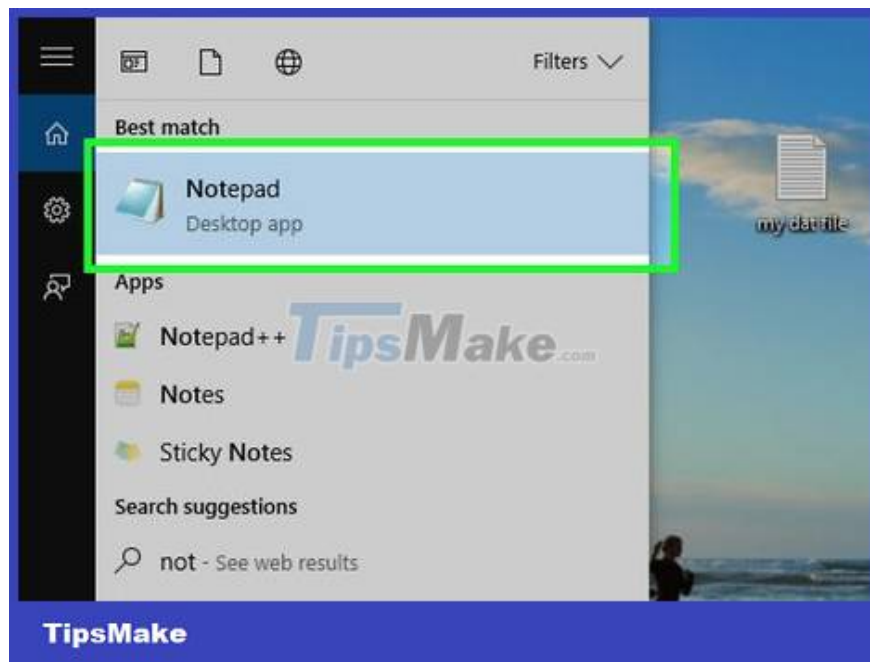 Filters
Best match
Notepad
Desktop app
my dat file
Apps
Notepad++
TipsMake.com
Notes
Sticky Notes
Search suggestions
not - See web results
TipsMake